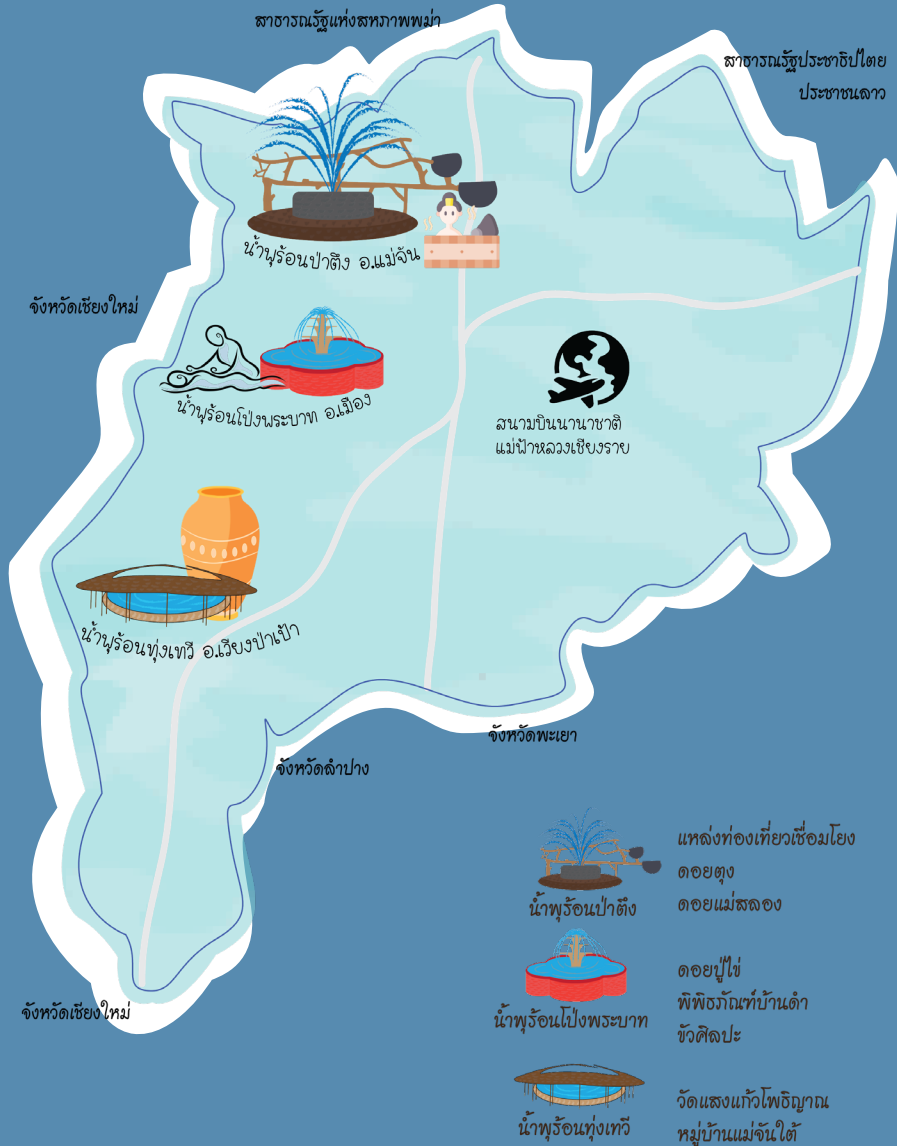 สาธารณรัฐแห่งสหภาพพม่า
สาธารณรัฐประชาธิปไตย
ประชาชนลาว
น้ำพุร้อนป่าตึง อ.แม่จัน
จังหวัดเชียงใหม่
น้ำพุร้อนโป่งพระบาท อ.เมือง
สนามบินนานาชาติ
แม่ฟ้าหลวงเชียงราย
น้ำพุร้อนทุ่งเทวี อ.เวียงป่าเป้า
จังหวัดพะเยา
จังหวัดลำปาง
จังหวัดเชียงใหม่
แหล่งท่องเที่ยวเชื่อมโยง
น้ำพุร้อนป่าตึง
ดอยตุง
ดอยแม่สลอง
น้ำพุร้อนโป่งพระบาท
ดอยปู่ไข่
พิพิธภัณฑ์บ้านดำ
ขัวศิลปะ
น้ำพุร้อนทุ่งเทวี
วัดแสงแก้วโพธิญาณ
หมู่บ้านแม่จันใต้